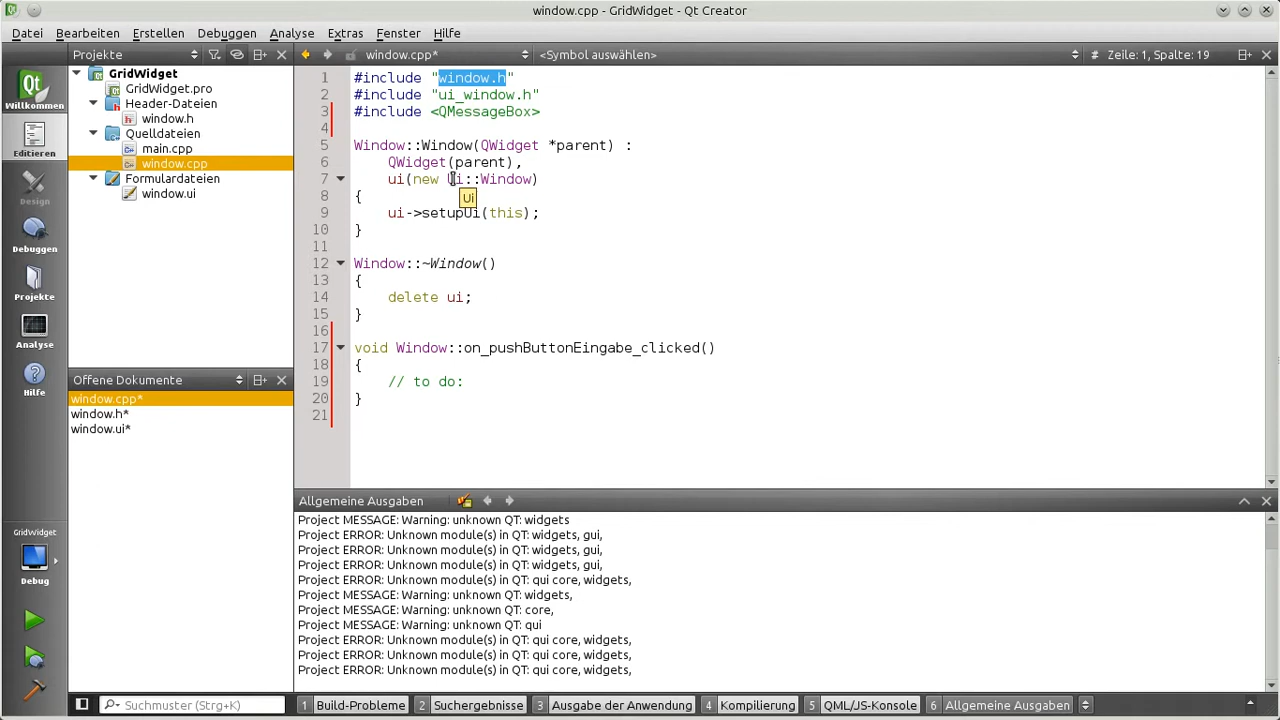 window.cpp - GridWidget - Qt Creator
Datei Bearbeiten Erstellen Debuggen Analyse Extras Fenster Hilfe
Projekte window.cpp* <Symbol auswählen> # Zeile: 1, Spalte: 19
GridWidget
GridWidget.pro
Header-Dateien
window.h
Quelldateien
main.cpp
window.cpp
Formulardateien
window.ui
Offene Dokumente
window.cpp*
window.h*
window.ui*
Qt
Willkommen
Editieren
Design
Debuggen
Projekte
Analyse
Hilfe
GridWidget
Debug
1 #include "window.h"
2 #include "ui_window.h"
3 #include <QMessageBox>
4
5 Window::Window(QWidget *parent) :
6 QWidget(parent),
7 ui(new Ui::Window)
8 {
Ui
9 ui->setupUi(this);
10 }
11
12 Window::~Window()
13 {
14 delete ui;
15 }
16
17 void Window::on_pushButtonEingabe_clicked()
18 {
19 // to do:
20 }
21
Allgemeine Ausgaben
Project MESSAGE: Warning: unknown QT: widgets
Project ERROR: Unknown module(s) in QT: widgets, gui,
Project ERROR: Unknown module(s) in QT: widgets, gui,
Project ERROR: Unknown module(s) in QT: widgets, gui,
Project ERROR: Unknown module(s) in QT: qui core, widgets,
Project MESSAGE: Warning: unknown QT: widgets,
Project MESSAGE: Warning: unknown QT: core,
Project MESSAGE: Warning: unknown QT: qui
Project ERROR: Unknown module(s) in QT: qui core, widgets,
Project ERROR: Unknown module(s) in QT: qui core, widgets,
Project ERROR: Unknown module(s) in QT: qui core, widgets,
Suchmuster (Strg+K) 1 Build-Probleme 2 Suchergebnisse 3 Ausgabe der Anwendung 4 Kompilierung 5 QML/JS-Konsole 6 Allgemeine Ausgaben